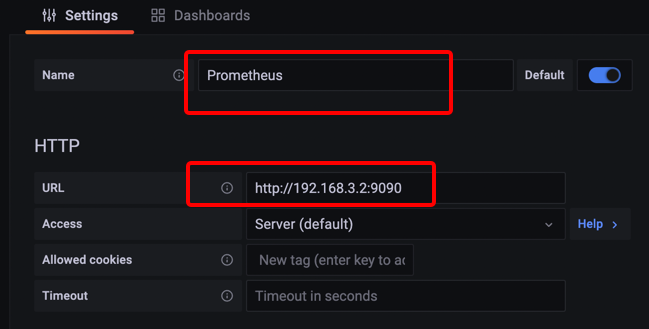 Settings Dashboards
Name Prometheus Default
HTTP
URL http://192.168.3.2:9090
Access Server (default) Help >
Allowed cookies New tag (enter key to ad
Timeout Timeout in seconds